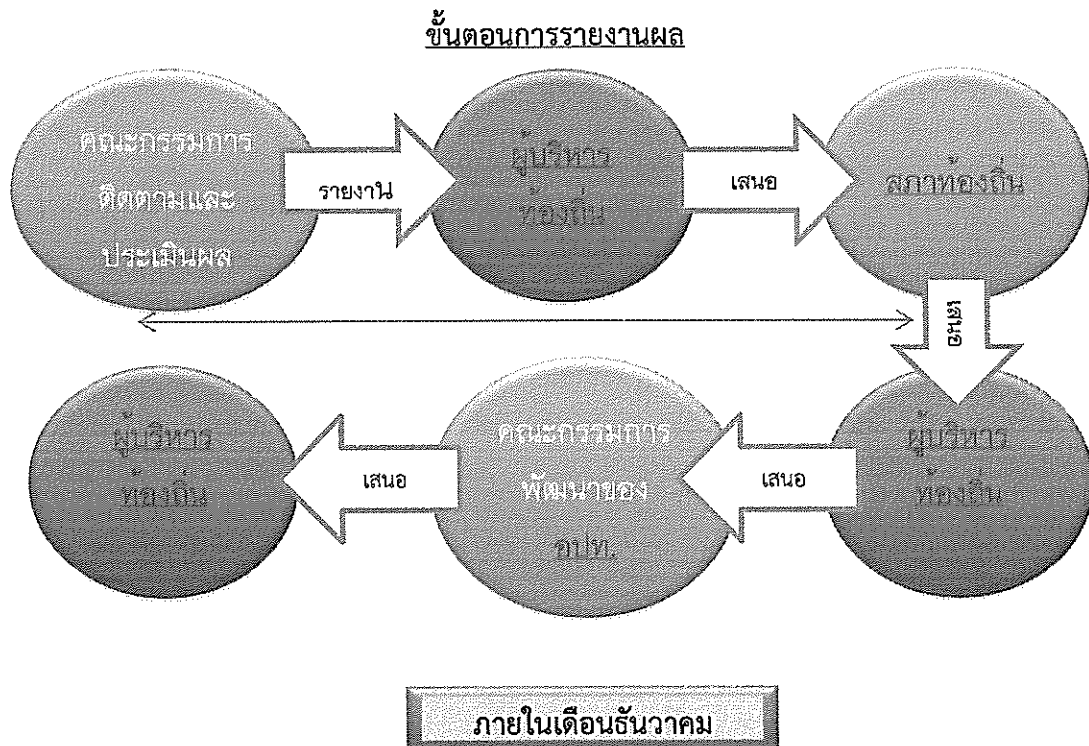 ขั้นตอนการรายงานผล
คณะกรรมการ
ติดตามและ
ประเมินผล
รายงาน
ผู้บริหาร
ท้องถิ่น
เสนอ
สภาท้องถิ่น
เสนอ
ผู้บริหาร
ท้องถิ่น
เสนอ
คณะกรรมการ
พัฒนาของ
อปท.
เสนอ
ผู้บริหาร
ท้องถิ่น
ภายในเดือนธันวาคม